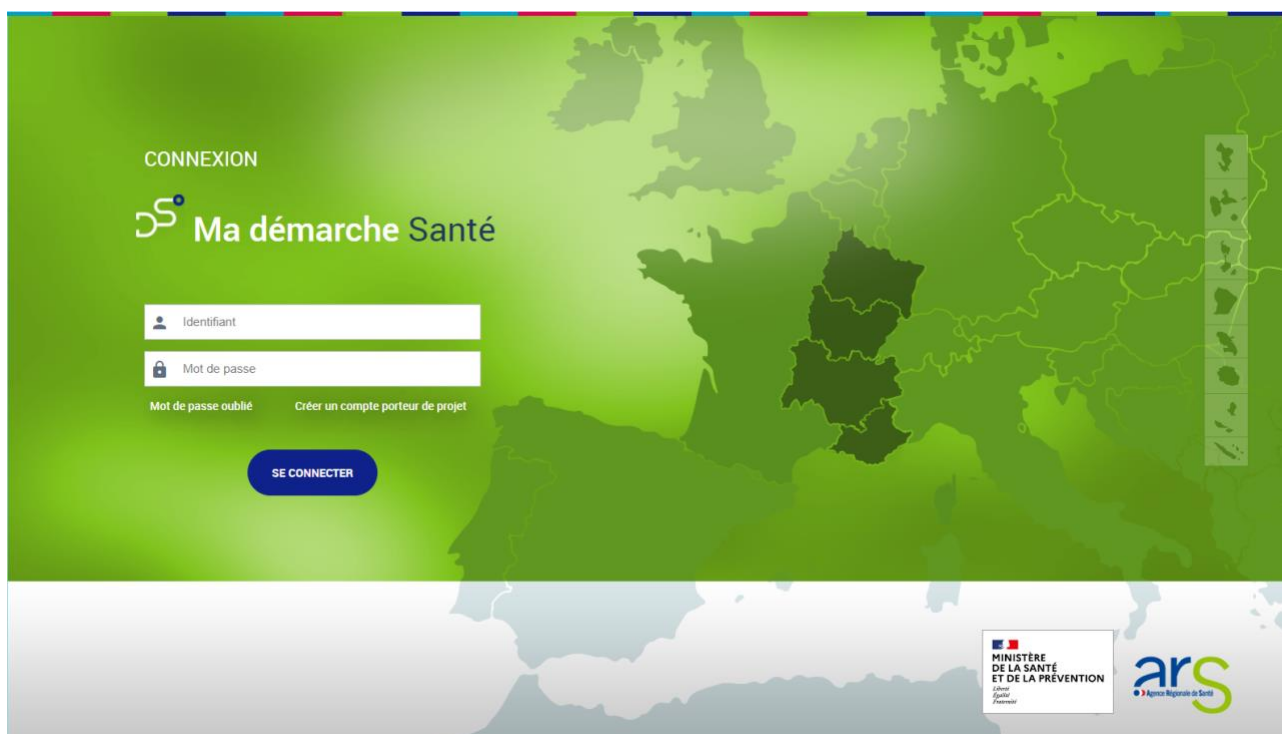 CONNEXION
Ma démarche Santé
Identifiant
Mot de passe
Mot de passe oublié Créer un compte porteur de projet
SE CONNECTER
MINISTÈRE
DE LA SANTÉ
ET DE LA PRÉVENTION
Liberté
Égalité
Fraternité
ars
Agence Régionale de Santé